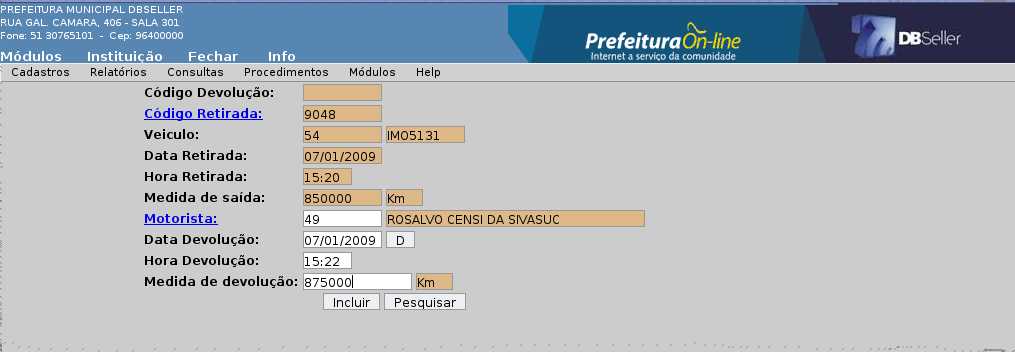 PREFEITURA MUNICIPAL DBSELLER
RUA GAL. CAMARA, 406 - SALA 301
Fone: 51 30765101 - Cep: 96400000
Módulos Instituição Fechar Info
Prefeitura On-line
Internet a serviço da comunidade
DBSeller
Cadastros Relatórios Consultas Procedimentos Módulos Help
Código Devolução:
Código Retirada: 9048
Veiculo: 54 IMO5131
Data Retirada: 07/01/2009
Hora Retirada: 15:20
Medida de saída: 850000 Km
Motorista: 49 ROSALVO CENSI DA SIVASUC
Data Devolução: 07/01/2009 D
Hora Devolução: 15:22
Medida de devolução: 875000 Km
Incluir Pesquisar